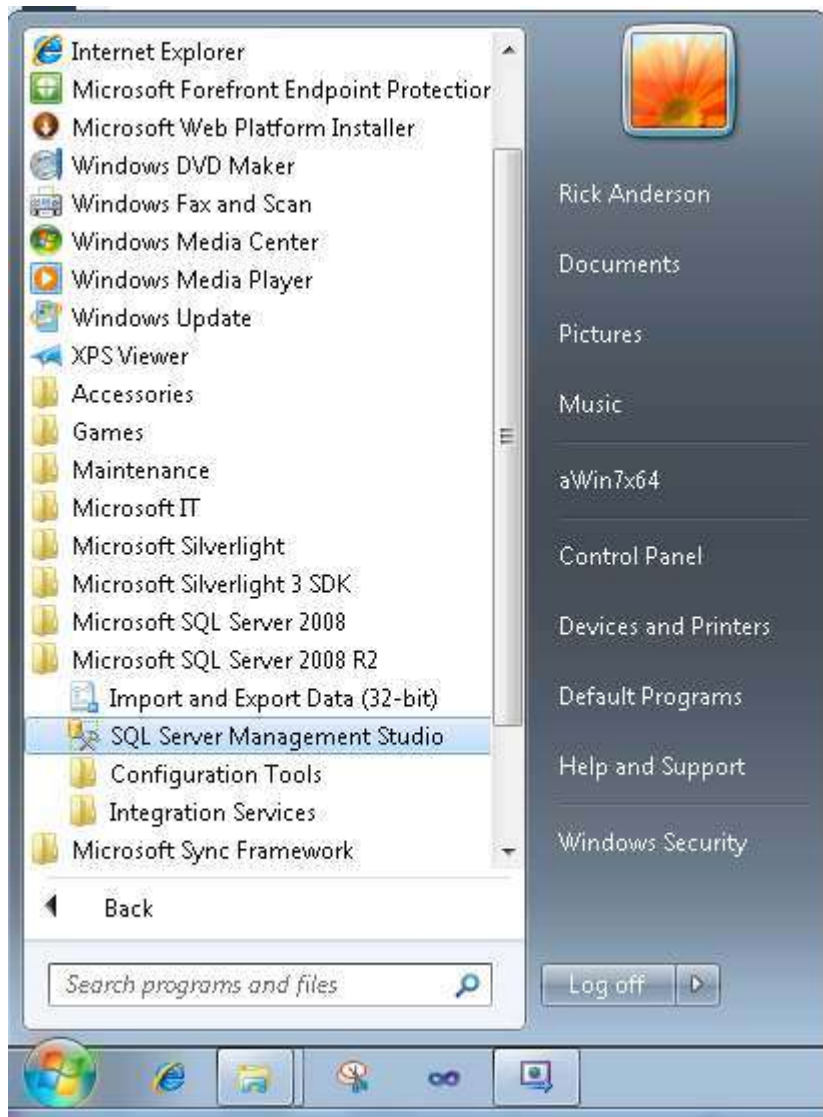 Internet Explorer
Microsoft Forefront Endpoint Protection
Microsoft Web Platform Installer
Windows DVD Maker
Windows Fax and Scan
Windows Media Center
Windows Media Player
Windows Update
XPS Viewer
Accessories
Games
Maintenance
Microsoft IT
Microsoft Silverlight
Microsoft Silverlight 3 SDK
Microsoft SQL Server 2008
Microsoft SQL Server 2008 R2
Import and Export Data (32-bit)
SQL Server Management Studio
Configuration Tools
Integration Services
Microsoft Sync Framework
Back
Search programs and files
Rick Anderson
Documents
Pictures
Music
aWin7x64
Control Panel
Devices and Printers
Default Programs
Help and Support
Windows Security
Log off